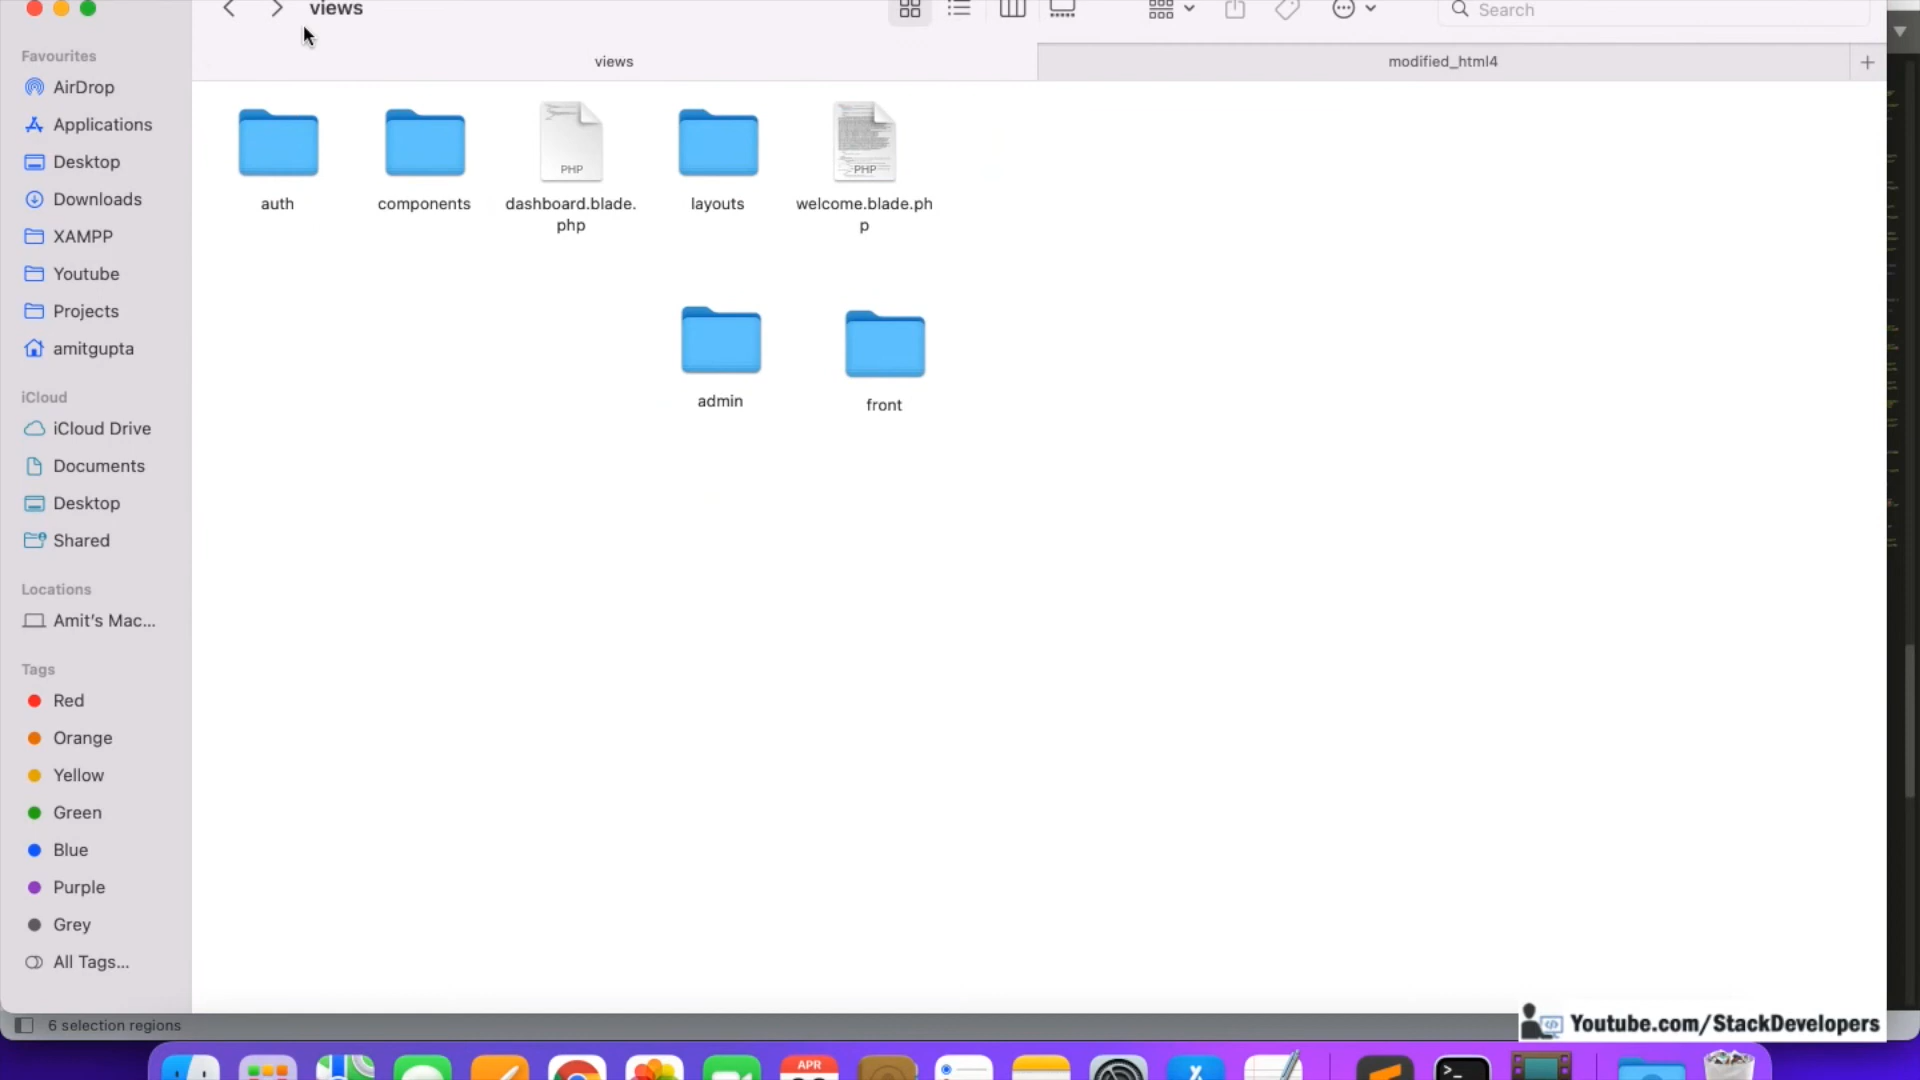 views
Search
views
modified_html4
Favourites
AirDrop
Applications
Desktop
Downloads
XAMPP
Youtube
Projects
amitgupta
iCloud
iCloud Drive
Documents
Desktop
Shared
Locations
Amit's Mac...
Tags
Red
Orange
Yellow
Green
Blue
Purple
Grey
All Tags...
PHP
PHP
auth
components
dashboard.blade.
php
layouts
welcome.blade.ph
p
admin
front
6 selection regions
Youtube.com/StackDevelopers
APR